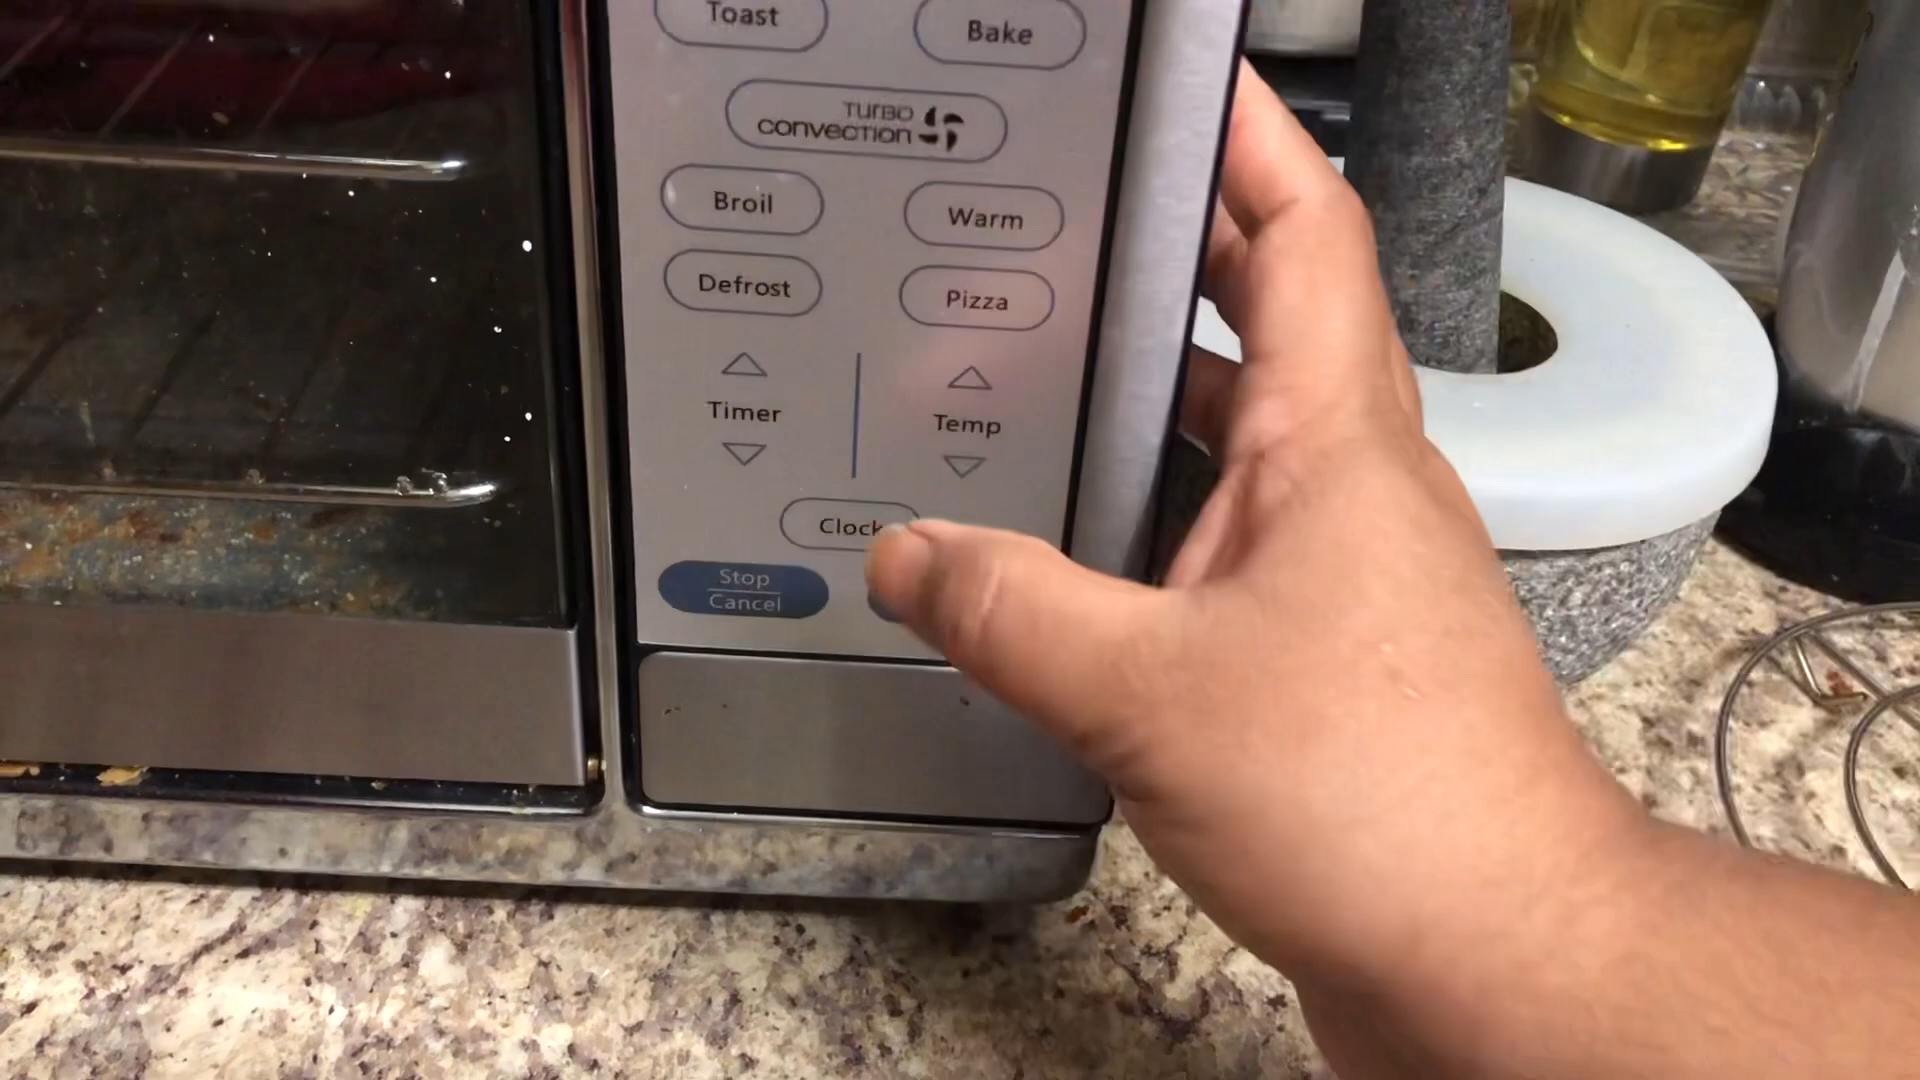 Toast
Bake
TURBO
CONVECTION
Broil
Warm
Defrost
Pizza
Timer
Temp
Clock
Stop
Cancel